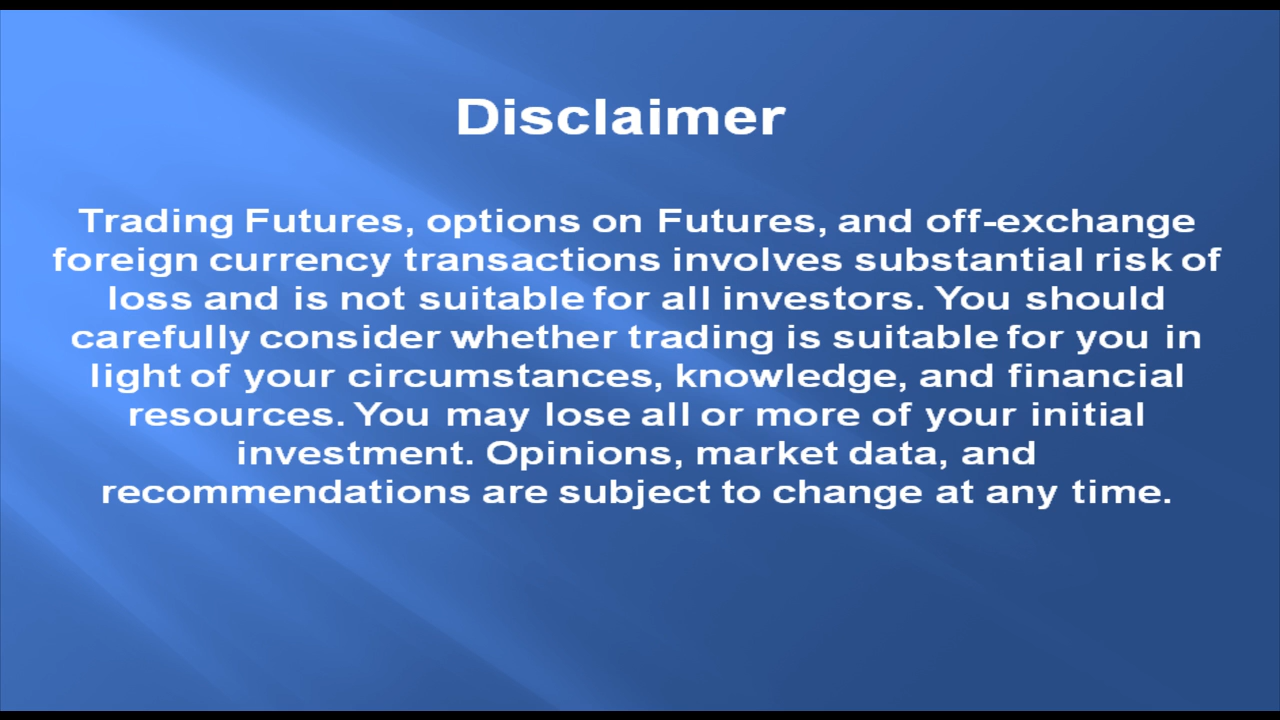 Disclaimer
Trading Futures, options on Futures, and off-exchange
foreign currency transactions involves substantial risk of
loss and is not suitable for all investors. You should
carefully consider whether trading is suitable for you in
light of your circumstances, knowledge, and financial
resources. You may lose all or more of your initial
investment. Opinions, market data, and
recommendations are subject to change at any time.